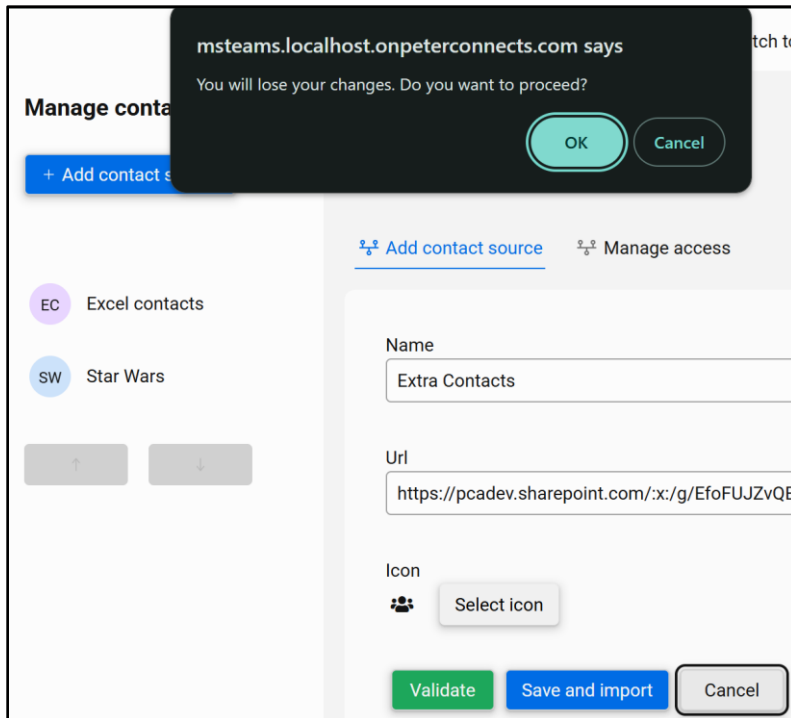 msteams.localhost.onpeterconnects.com says
You will lose your changes. Do you want to proceed?
OK
Cancel
tch to
Manage conta
+ Add contact s
Add contact source
Manage access
EC
Excel contacts
SW
Star Wars
↑
↓
Name
Extra Contacts
Url
https://pcadev.sharepoint.com/:x:/g/EfoFUJZvQE
Icon
Select icon
Validate
Save and import
Cancel